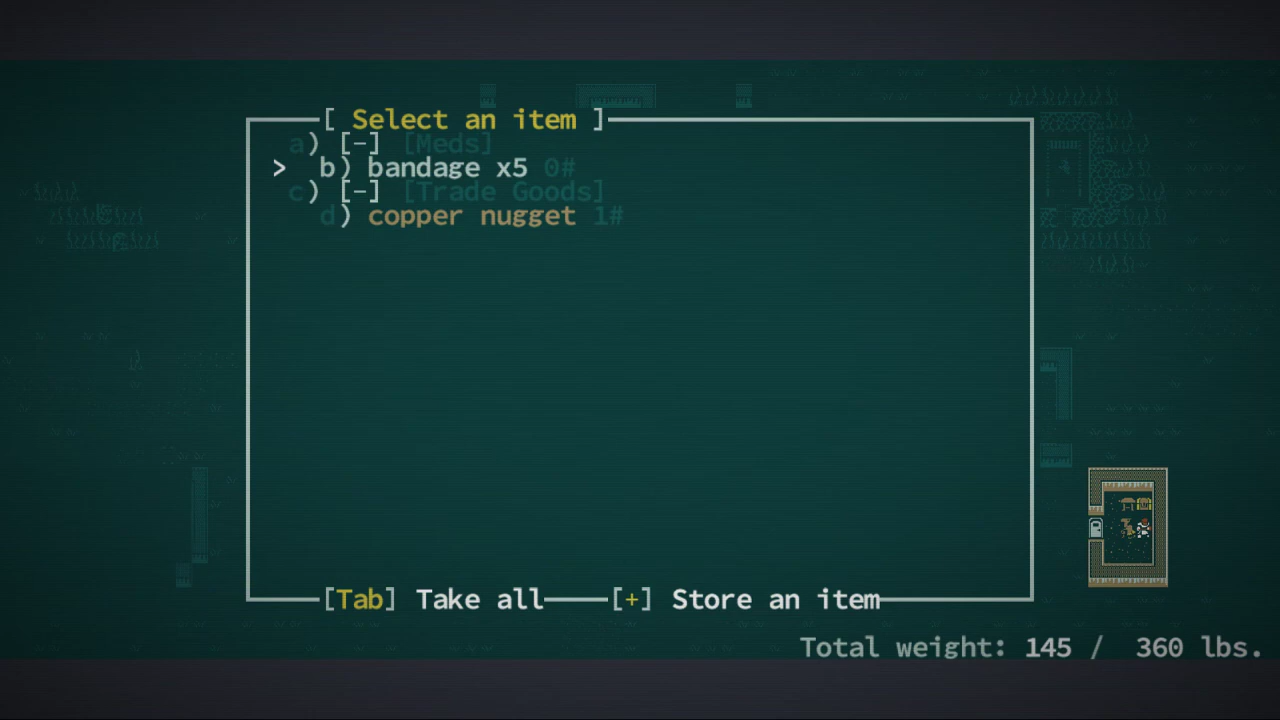 [ Select an item ]
a) [-] [Meds]
> b) bandage x5 0#
c) [-] [Trade Goods]
d) copper nugget 1#
[Tab] Take all [+] Store an item
Total weight: 145 / 360 lbs.